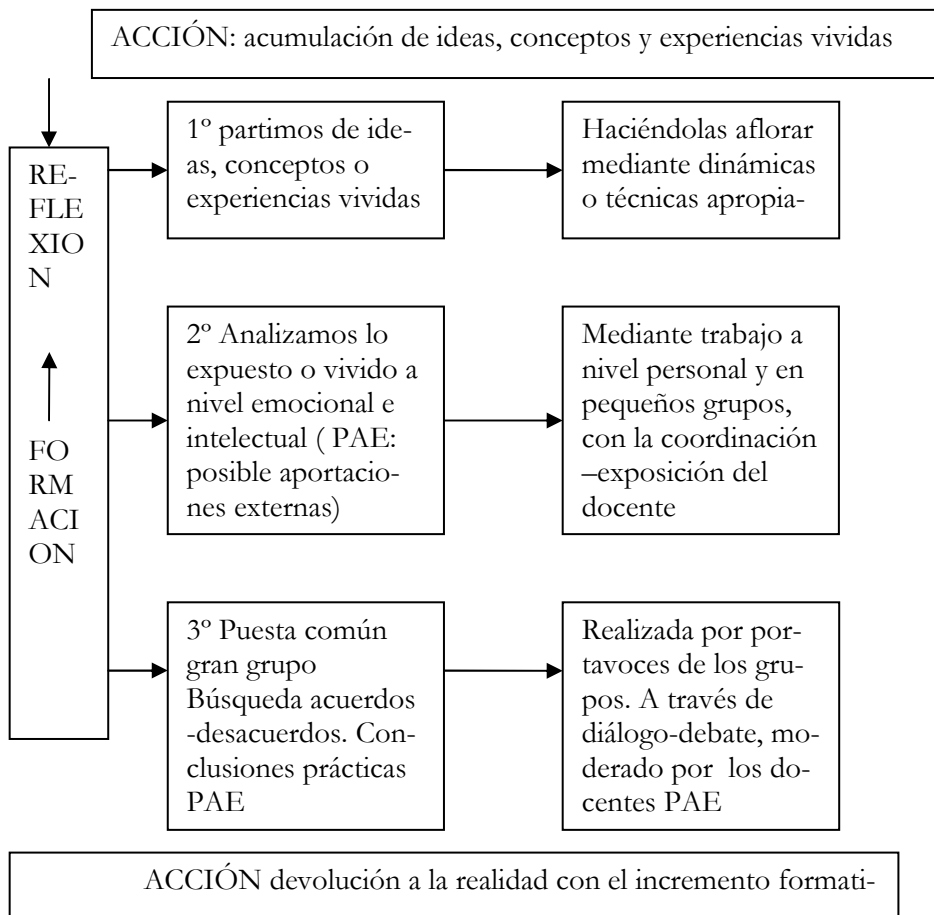 ACCIÓN: acumulación de ideas, conceptos y experiencias vividas
RE-
FLE
XIO
N
FO
RM
ACI
ON
1º partimos de ide-
as, conceptos o
experiencias vividas
Haciéndolas aflorar
mediante dinámicas
o técnicas apropia-
2º Analizamos lo
expuesto o vivido a
nivel emocional e
intelectual ( PAE:
posible aportacio-
nes externas)
Mediante trabajo a
nivel personal y en
pequeños grupos,
con la coordinación
–exposición del
docente
3º Puesta común
gran grupo
Búsqueda acuerdos
-desacuerdos. Con-
clusiones prácticas
PAE
Realizada por por-
tavoces de los gru-
pos. A través de
diálogo-debate, mo-
derado por  los do-
centes PAE
ACCIÓN devolución a la realidad con el incremento formati-